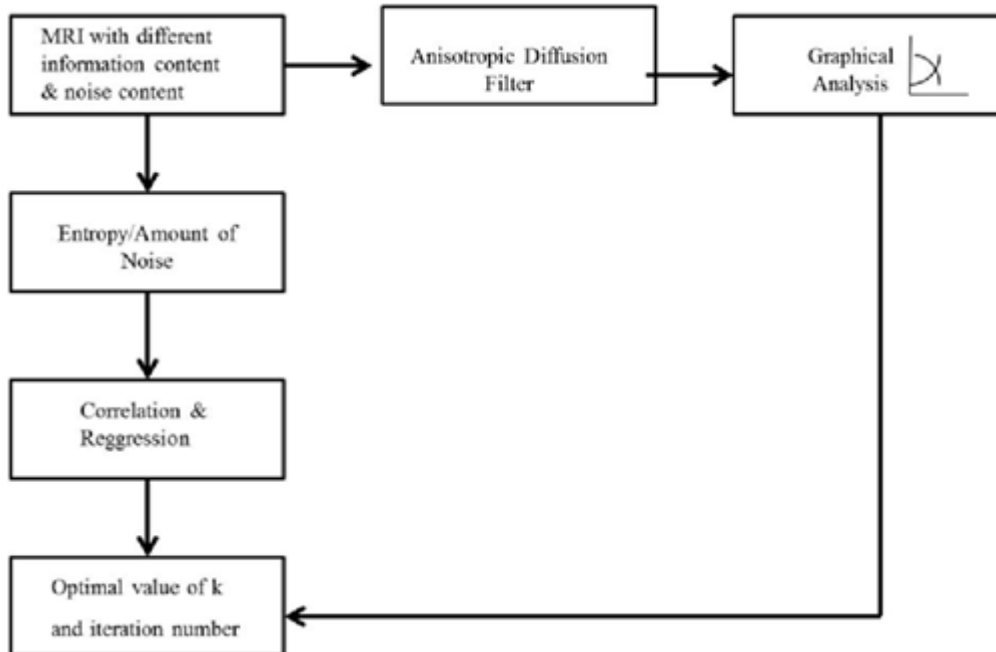 MRI with different
information content
& noise content
Anisotropic Diffusion
Filter
Graphical
Analysis
Entropy/Amount of
Noise
Correlation &
Reggression
Optimal value of k
and iteration number